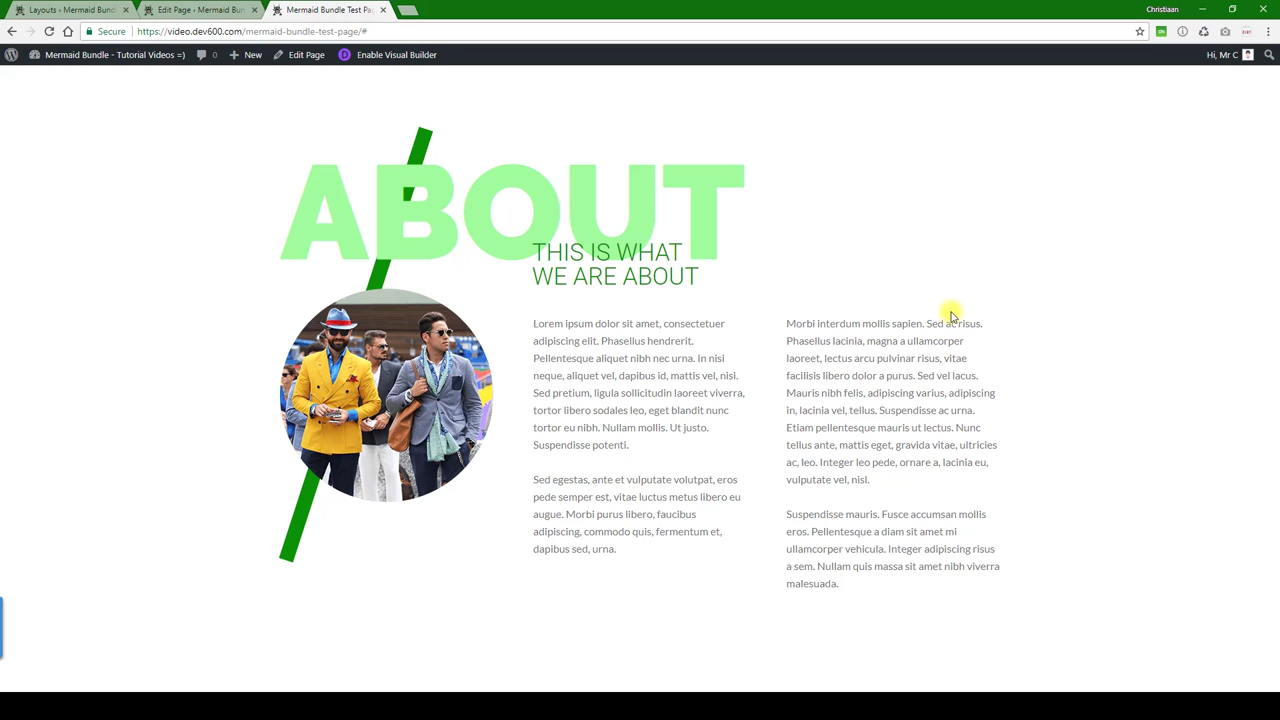 Layouts ‹ Mermaid Bund
Edit Page ‹ Mermaid Bun
Mermaid Bundle Test Pa
Christiaan
Secure
https://video.dev600.com/mermaid-bundle-test-page/#
Mermaid Bundle - Tutorial Videos =)
0
New
Edit Page
D
Enable Visual Builder
Hi, Mr C
ABOUT
THIS IS WHAT
WE ARE ABOUT
Lorem ipsum dolor sit amet, consectetuer
adipiscing elit. Phasellus hendrerit.
Pellentesque aliquet nibh nec urna. In nisi
neque, aliquet vel, dapibus id, mattis vel, nisi.
Sed pretium, ligula sollicitudin laoreet viverra,
tortor libero sodales leo, eget blandit nunc
tortor eu nibh. Nullam mollis. Ut justo.
Suspendisse potenti.
Sed egestas, ante et vulputate volutpat, eros
pede semper est, vitae luctus metus libero eu
augue. Morbi purus libero, faucibus
adipiscing, commodo quis, fermentum et,
dapibus sed, urna.
Morbi interdum mollis sapien. Sed ac risus.
Phasellus lacinia, magna a ullamcorper
laoreet, lectus arcu pulvinar risus, vitae
facilisis libero dolor a purus. Sed vel lacus.
Mauris nibh felis, adipiscing varius, adipiscing
in, lacinia vel, tellus. Suspendisse ac urna.
Etiam pellentesque mauris ut lectus. Nunc
tellus ante, mattis eget, gravida vitae, ultricies
ac, leo. Integer leo pede, ornare a, lacinia eu,
vulputate vel, nisl.
Suspendisse mauris. Fusce accumsan mollis
eros. Pellentesque a diam sit amet mi
ullamcorper vehicula. Integer adipiscing risus
a sem. Nullam quis massa sit amet nibh viverra
malesuada.